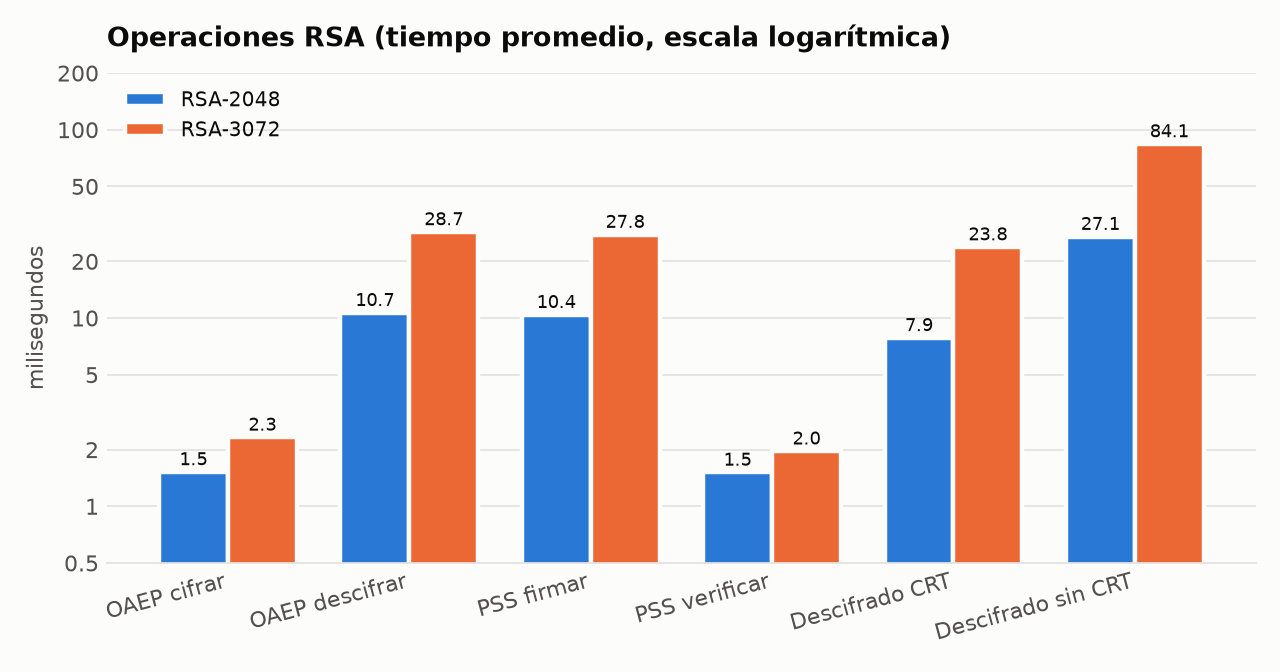 Operaciones RSA (tiempo promedio, escala logarítmica)
RSA-2048
RSA-3072
milisegundos
200
100
50
20
10
5
2
1
0.5
1.5
2.3
10.7
28.7
10.4
27.8
1.5
2.0
7.9
23.8
27.1
84.1
OAEP cifrar
OAEP descifrar
PSS firmar
PSS verificar
Descifrado CRT
Descifrado sin CRT